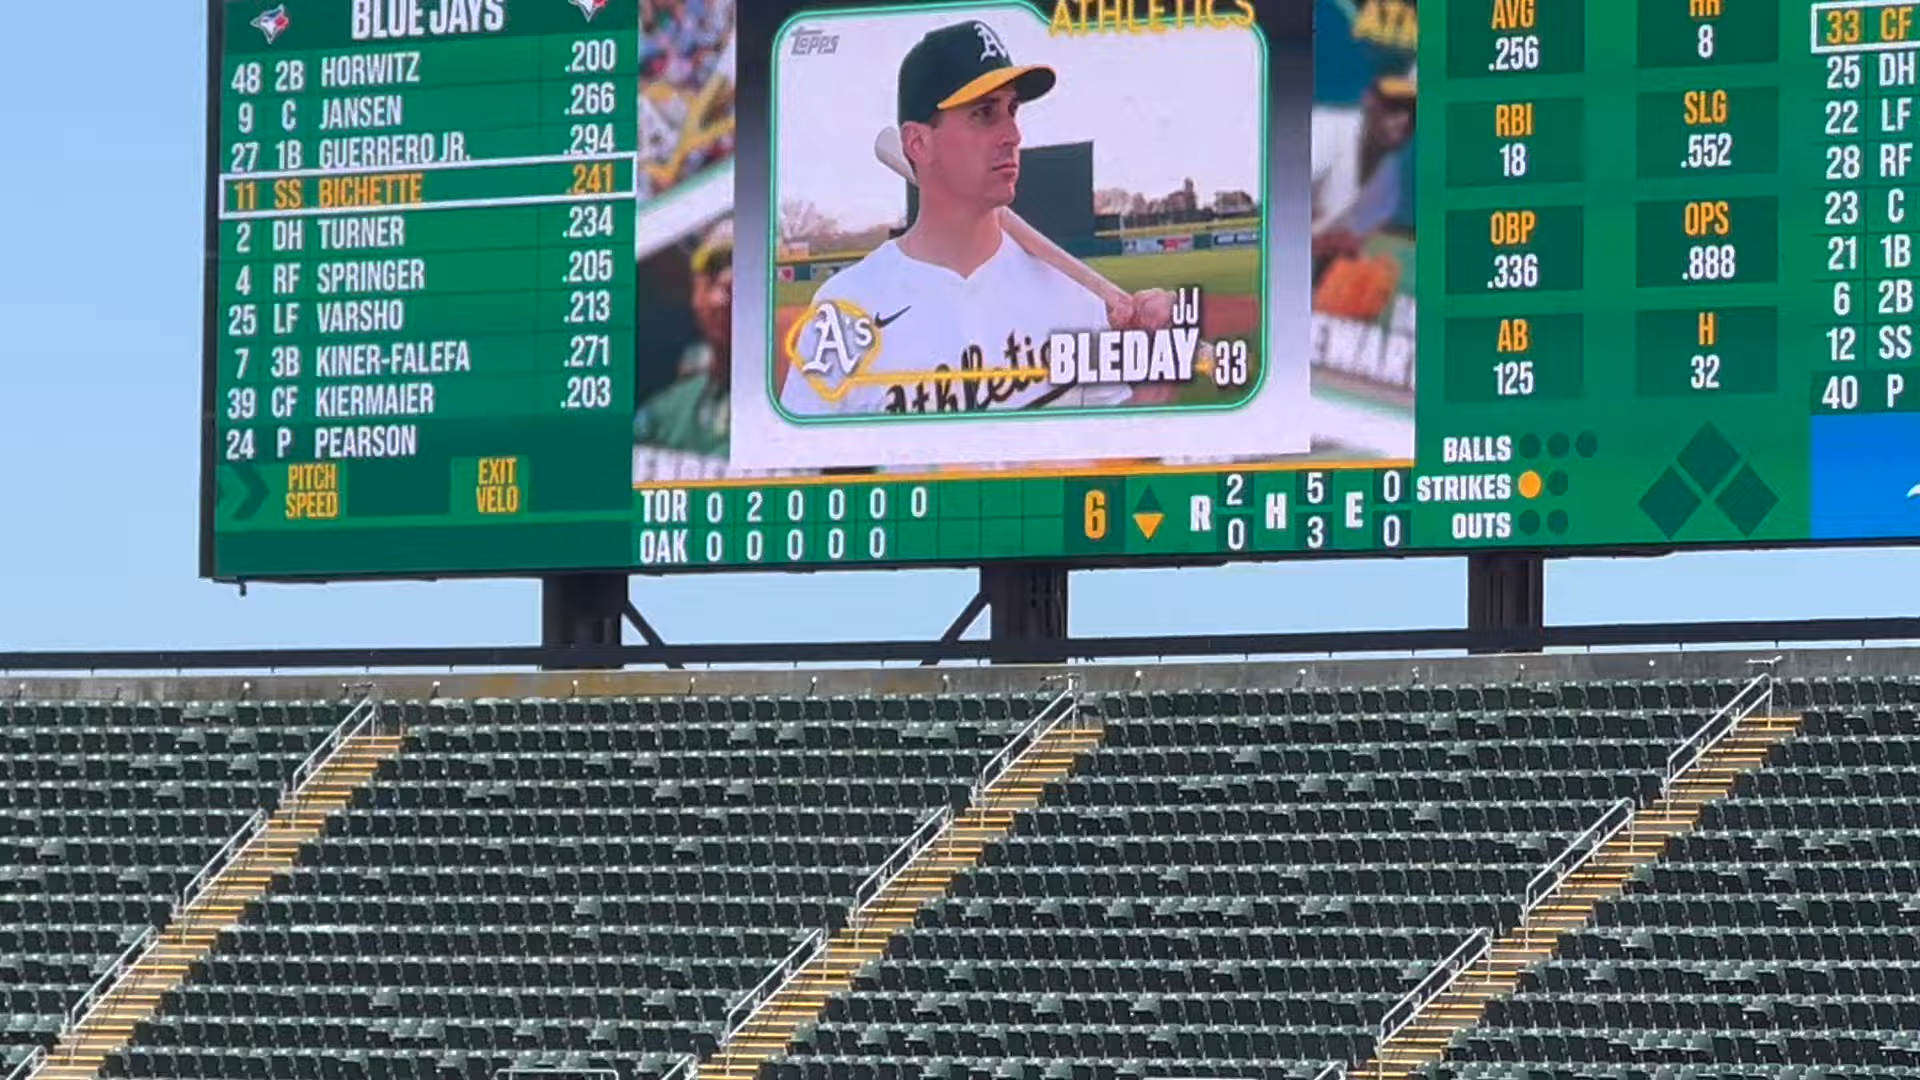 BLUE JAYS
48 2B HORWITZ .200
9 C JANSEN .266
27 1B GUERRERO JR. .294
11 SS BICHETTE .241
2 DH TURNER .234
4 RF SPRINGER .205
25 LF VARSHO .213
7 3B KINER-FALEFA .271
39 CF KIERMAIER .203
24 P PEARSON
PITCH SPEED
EXIT VELO
ATHLETICS
Topps
A
A's
Athletic
JJ
BLEDAY 33
TOR 0 2 0 0 0 0
OAK 0 0 0 0 0
6
R 2 0
H 5 3
E 0 0
AVG HR
.256 8
RBI SLG
18 .552
OBP OPS
.336 .888
AB H
125 32
BALLS
STRIKES
OUTS
33 CF
25 DH
22 LF
28 RF
23 C
21 1B
6 2B
12 SS
40 P